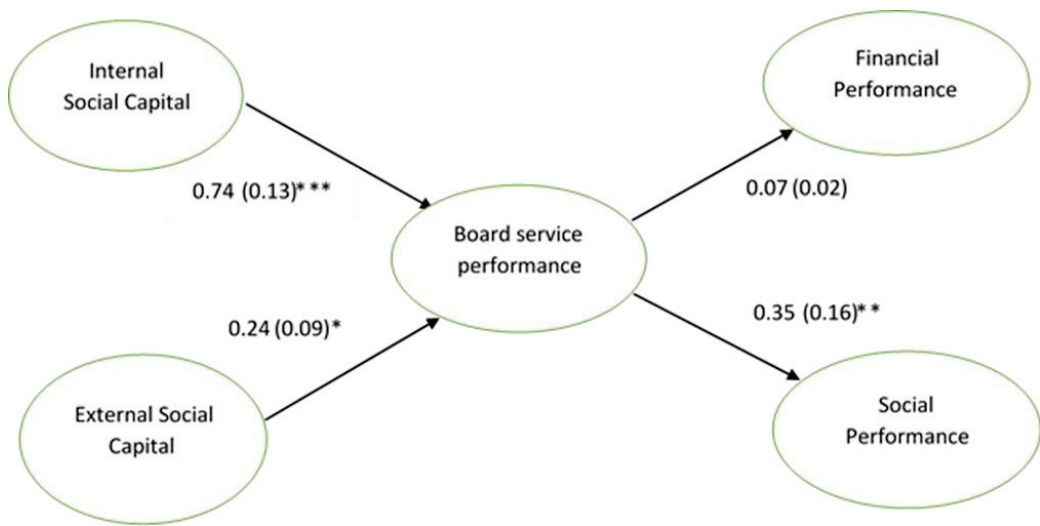 Internal
Social Capital
Financial
Performance
0.74 (0.13)***
0.07 (0.02)
Board service
performance
0.24 (0.09)*
0.35 (0.16)**
External Social
Capital
Social
Performance